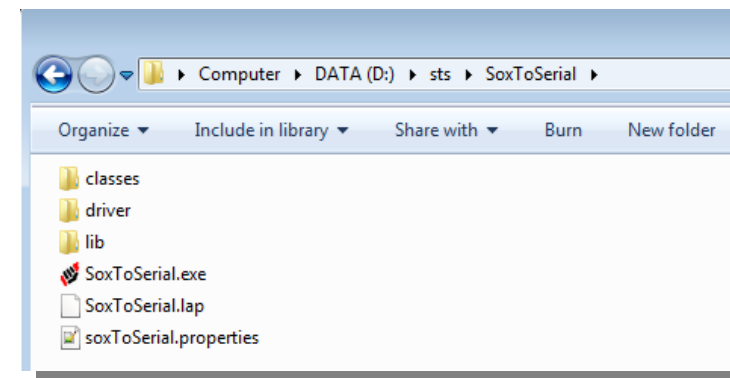 Computer DATA (D:) sts SoxToSerial
Organize Include in library Share with Burn New folder
classes
driver
lib
SoxToSerial.exe
SoxToSerial.lap
soxToSerial.properties